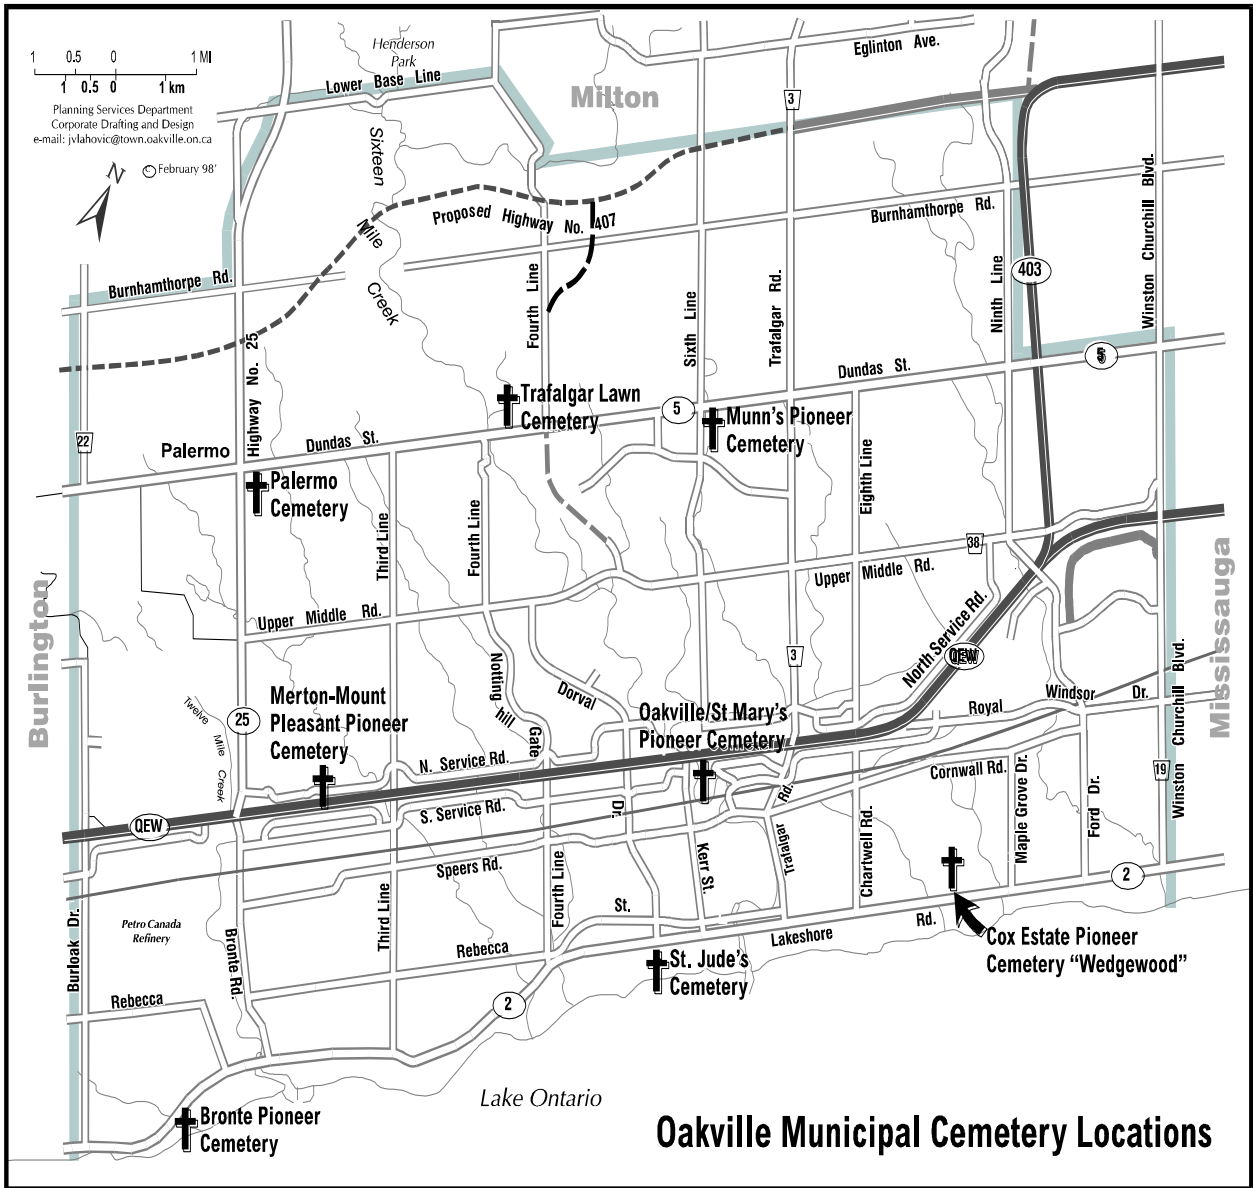 1 0.5 0 1 MI
1 0.5 0 1 km
Planning Services Department
Corporate Drafting and Design
e-mail: jvlahovic@town.oakville.on.ca
N
© February 98'
Henderson
Park
Lower Base Line
Milton
Eglinton Ave.
3
Sixteen
Mile
Creek
Proposed Highway No. 407
Burnhamthorpe Rd.
Burnhamthorpe Rd.
403
Winston Churchill Blvd.
Ninth Line
Trafalgar Rd.
Sixth Line
Fourth Line
Highway No. 25
22
Dundas St.
5
Trafalgar Lawn
Cemetery
5
Munn's Pioneer
Cemetery
Palermo
Dundas St.
Palermo
Cemetery
Third Line
Fourth Line
Eighth Line
38
Upper Middle Rd.
Upper Middle Rd.
Burlington
Mississauga
North Service Rd.
QEW
3
Notting
hill
Gate
Dorval
Dr.
Merton-Mount
Pleasant Pioneer
Cemetery
25
Twelve
Mile
Creek
Oakville/St Mary's
Pioneer Cemetery
Royal
Windsor
Dr.
Winston Churchill Blvd.
19
N. Service Rd.
S. Service Rd.
QEW
Cornwall Rd.
Maple Grove Dr.
Ford Dr.
Trafalgar
Rd.
Kerr St.
Chartwell Rd.
Speers Rd.
Fourth Line
Third Line
2
Petro Canada
Refinery
Burloak Dr.
Bronte Rd.
Rebecca
St.
Lakeshore
Rd.
Cox Estate Pioneer
Cemetery “Wedgewood”
St. Jude's
Cemetery
Rebecca
2
Lake Ontario
Bronte Pioneer
Cemetery
Oakville Municipal Cemetery Locations